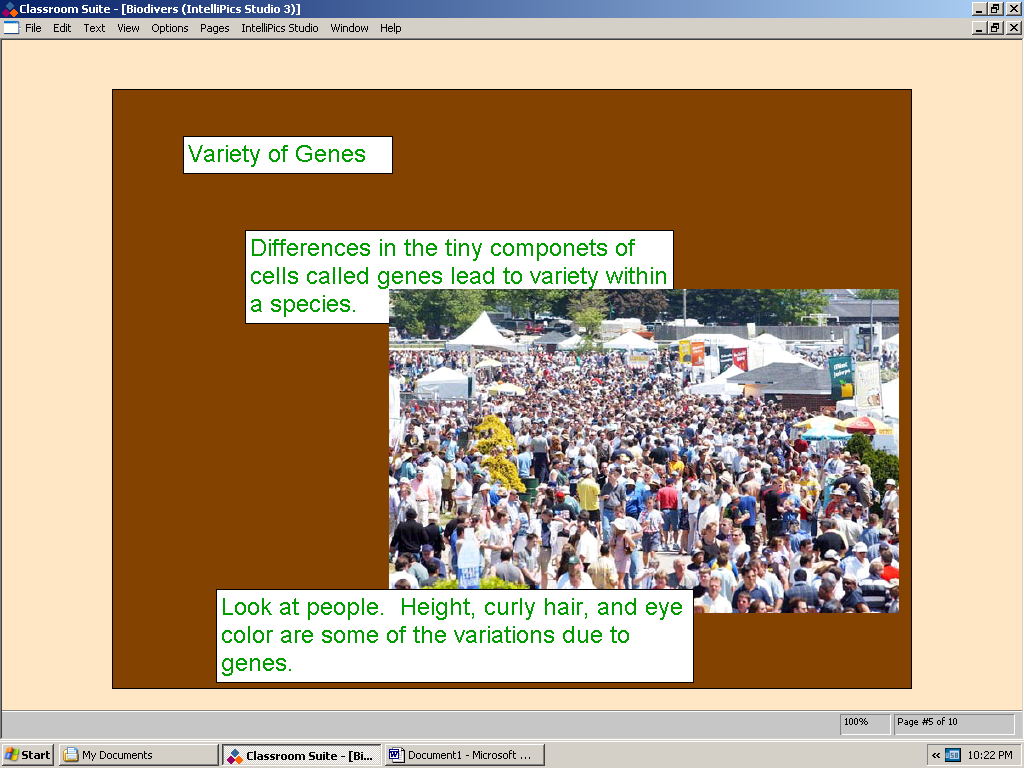 Classroom Suite - [Biodivers (IntelliPics Studio 3)]
File Edit Text View Options Pages IntelliPics Studio Window Help
Variety of Genes
Differences in the tiny componets of
cells called genes lead to variety within
a species.
Look at people. Height, curly hair, and eye
color are some of the variations due to
genes.
100% Page #5 of 10
Start My Documents Classroom Suite - [Bi... Document1 - Microsoft ... « 10:22 PM